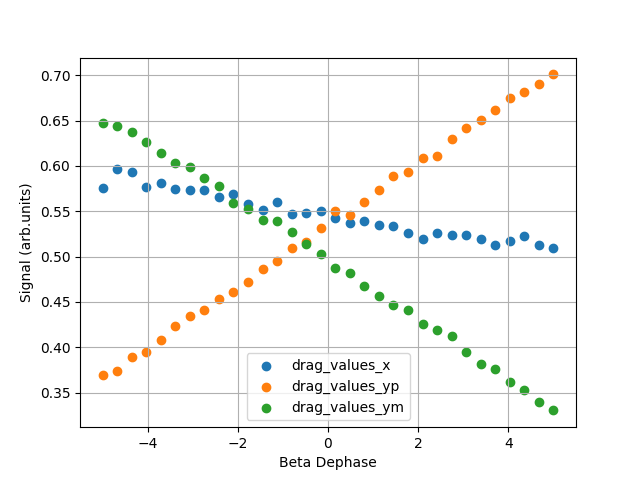 0.70
0.65
0.60
0.55
0.50
0.45
0.40
0.35
Signal (arb.units)
drag_values_x
drag_values_yp
drag_values_ym
−4 −2 0 2 4
Beta Dephase